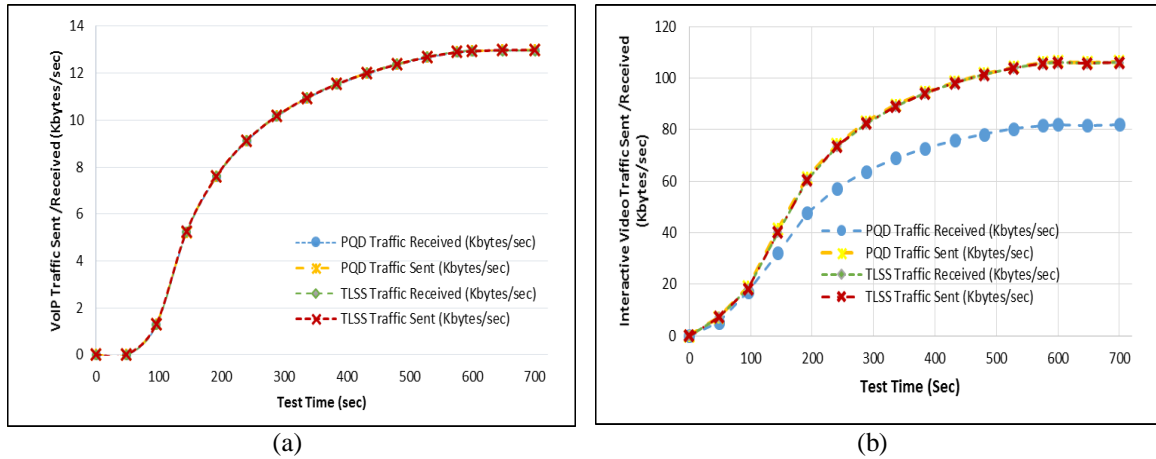 14
12
10
8
6
4
2
0
VoIP Traffic Sent /Received (Kbytes/sec)
PQD Traffic Received (Kbytes/sec)
PQD Traffic Sent (Kbytes/sec)
TLSS Traffic Received (Kbytes/sec)
TLSS Traffic Sent (Kbytes/sec)
0 100 200 300 400 500 600 700
Test Time (sec)
(a)
120
100
80
60
40
20
0
Interactive Video Traffic Sent /Received
(Kbytes/sec)
PQD Traffic Received (Kbytes/sec)
PQD Traffic Sent (Kbytes/sec)
TLSS Traffic Received (Kbytes/sec)
TLSS Traffic Sent (Kbytes/sec)
0 100 200 300 400 500 600 700
Test Time (Sec)
(b)